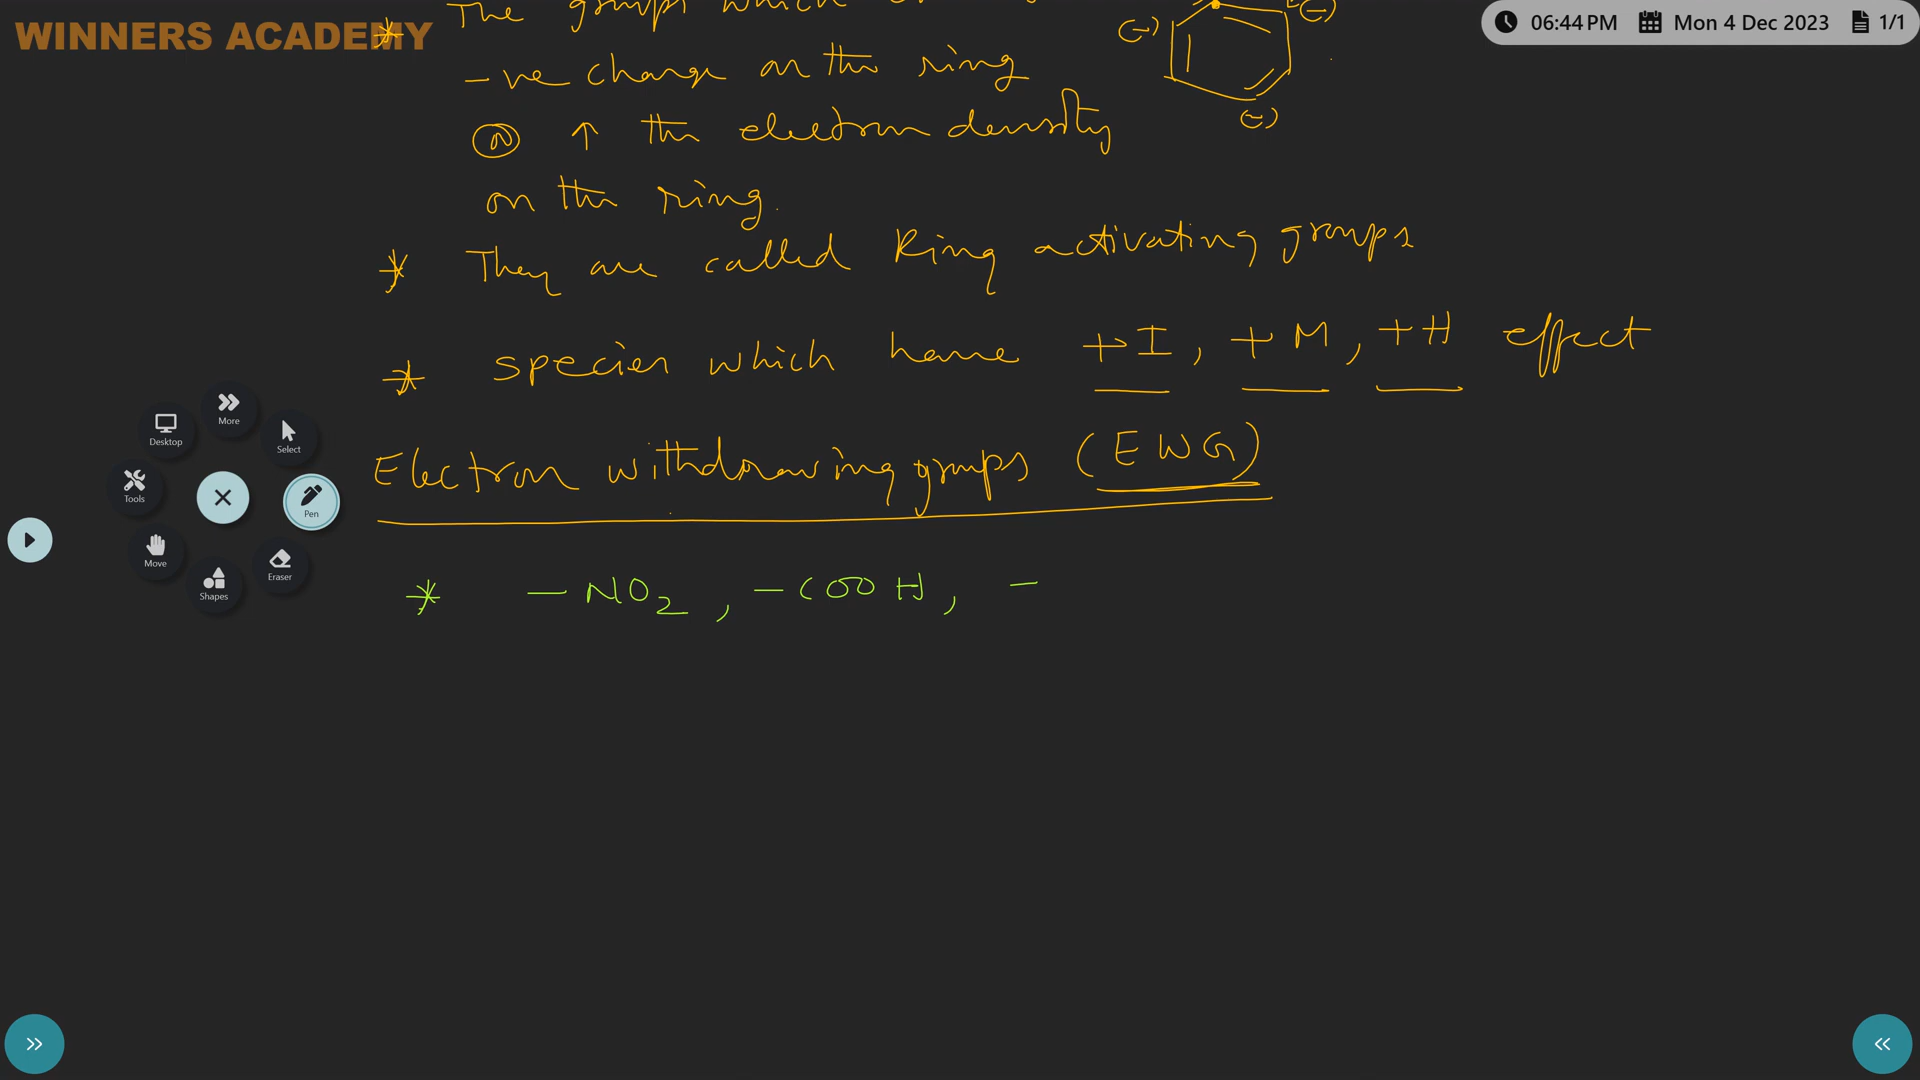 WINNERS ACADEMY
06:44 PM Mon 4 Dec 2023 1/1
* The groups which
-ve charge on the ring
(-) (-) (-)
↑ the electron density
on the ring.
* They are called Ring activating groups
* species which have +I, +M, +H effect
Electron withdrawing groups (EWG)
* -NO2, -COOH, -
More
Desktop
Select
Tools
Pen
Move
Eraser
Shapes